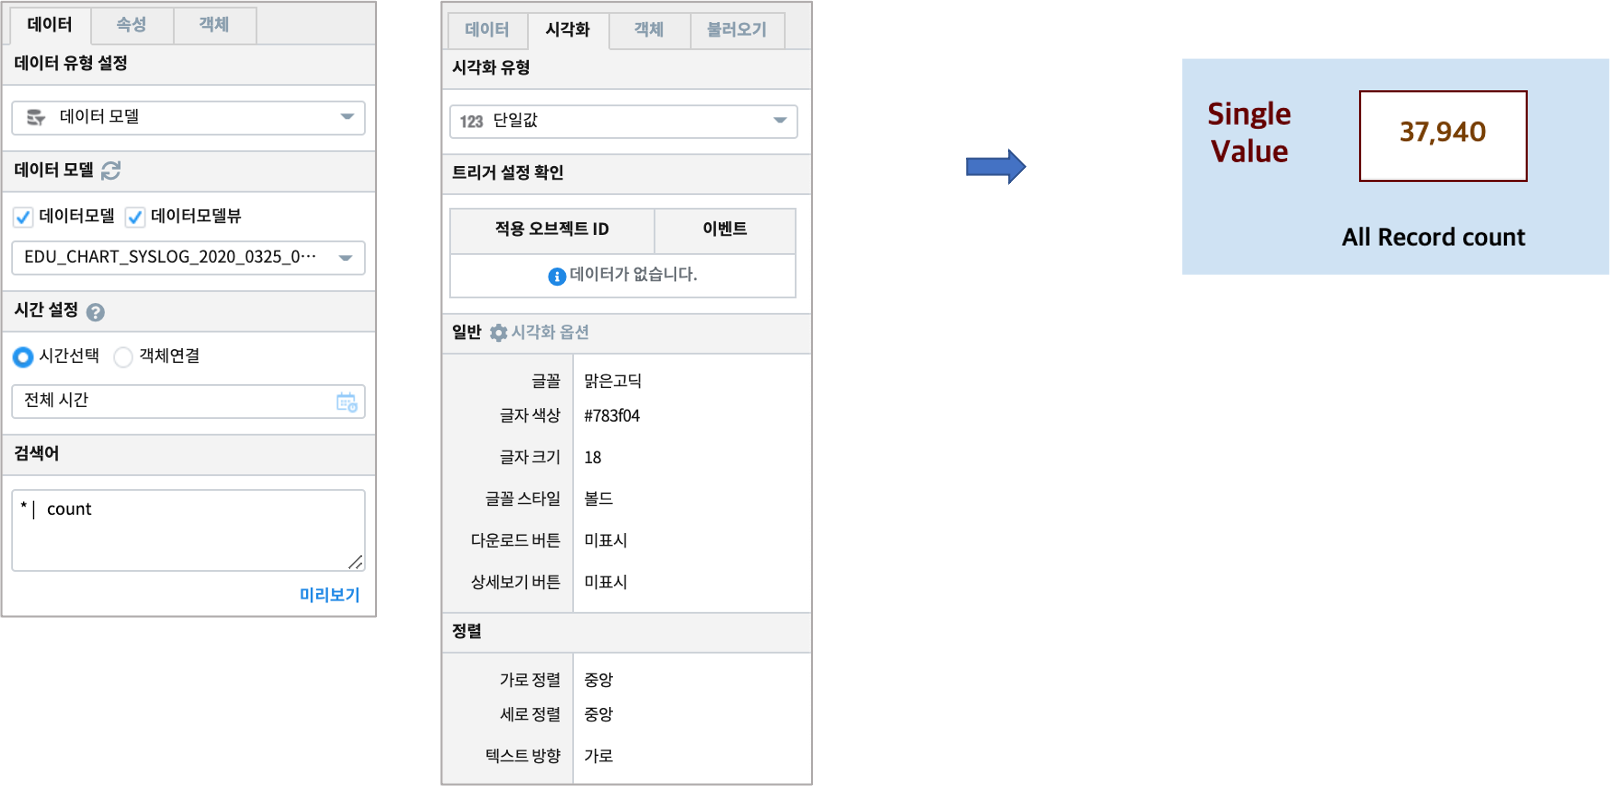 데이터 속성 객체
데이터 유형 설정
데이터 모델
데이터 모델
데이터모델 데이터모델뷰
EDU_CHART_SYSLOG_2020_0325_0···
시간 설정 ?
시간선택 객체연결
전체 시간
검색어
* | count
미리보기
데이터 시각화 객체 불러오기
시각화 유형
123 단일값
트리거 설정 확인
적용 오브젝트 ID 이벤트
데이터가 없습니다.
일반 시각화 옵션
글꼴 맑은고딕
글자 색상 #783f04
글자 크기 18
글꼴 스타일 볼드
다운로드 버튼 미표시
상세보기 버튼 미표시
정렬
가로 정렬 중앙
세로 정렬 중앙
텍스트 방향 가로
Single
Value
37,940
All Record count